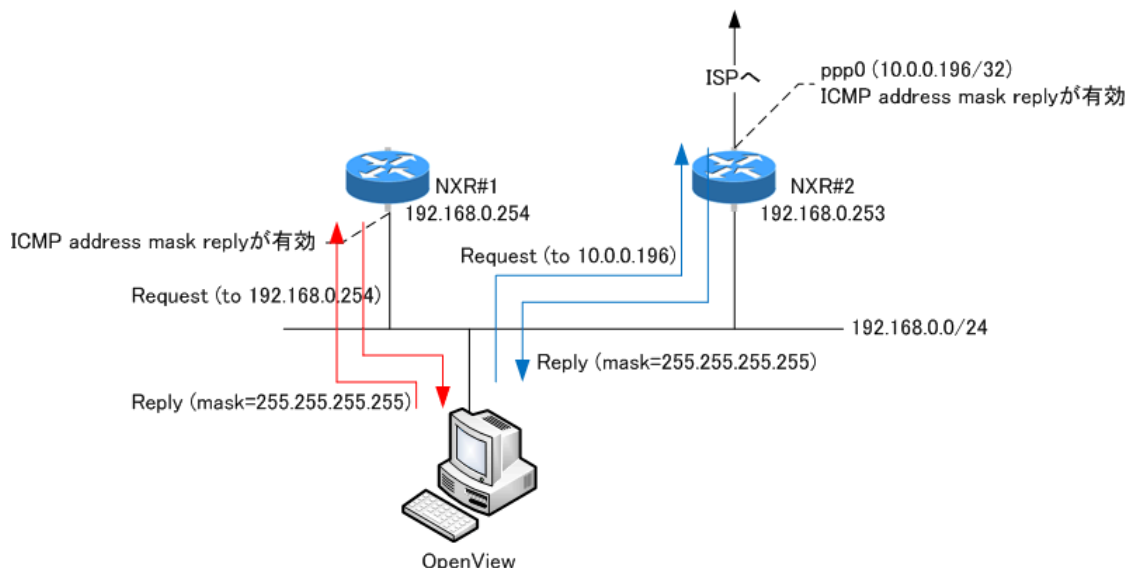 ISPへ
ppp0 (10.0.0.196/32)
ICMP address mask replyが有効
NXR#1
192.168.0.254
NXR#2
192.168.0.253
ICMP address mask replyが有効
Request (to 10.0.0.196)
Request (to 192.168.0.254)
192.168.0.0/24
Reply (mask=255.255.255.255)
Reply (mask=255.255.255.255)
OpenView